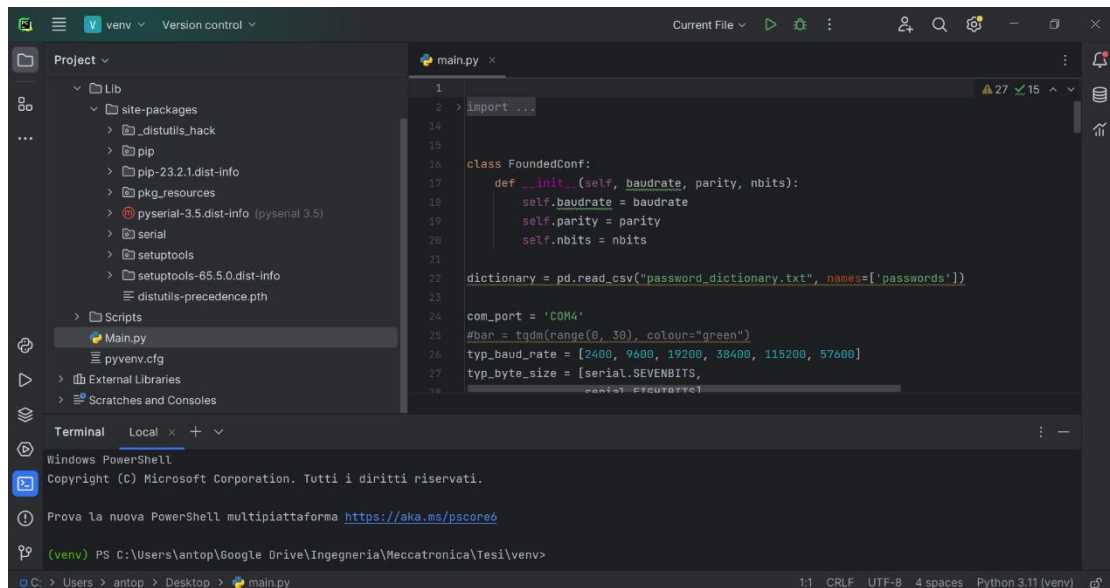 V venv Version control Current File
Project
main.py
Lib
site-packages
_distutils_hack
pip
pip-23.2.1.dist-info
pkg_resources
pyserial-3.5.dist-info (pyserial 3.5)
serial
setuptools
setuptools-65.5.0.dist-info
distutils-precedence.pth
Scripts
Main.py
pyvenv.cfg
External Libraries
Scratches and Consoles
27 15
1
2 import ...
14
15
16 class FoundedConf:
17 def __init__(self, baudrate, parity, nbits):
18 self.baudrate = baudrate
19 self.parity = parity
20 self.nbits = nbits
21
22 dictionary = pd.read_csv("password_dictionary.txt", names=['passwords'])
23
24 com_port = 'COM4'
25 #bar = tqdm(range(0, 30), colour="green")
26 typ_baud_rate = [2400, 9600, 19200, 38400, 115200, 57600]
27 typ_byte_size = [serial.SEVENBITS,
28 serial.EIGHTBITS]
Terminal Local
Windows PowerShell
Copyright (C) Microsoft Corporation. Tutti i diritti riservati.
Prova la nuova PowerShell multipiattaforma https://aka.ms/pscore6
(venv) PS C:\Users\antop\Google Drive\Ingegneria\Meccatronica\Tesi\venv>
C: > Users > antop > Desktop > main.py 1:1 CRLF UTF-8 4 spaces Python 3.11 (venv)